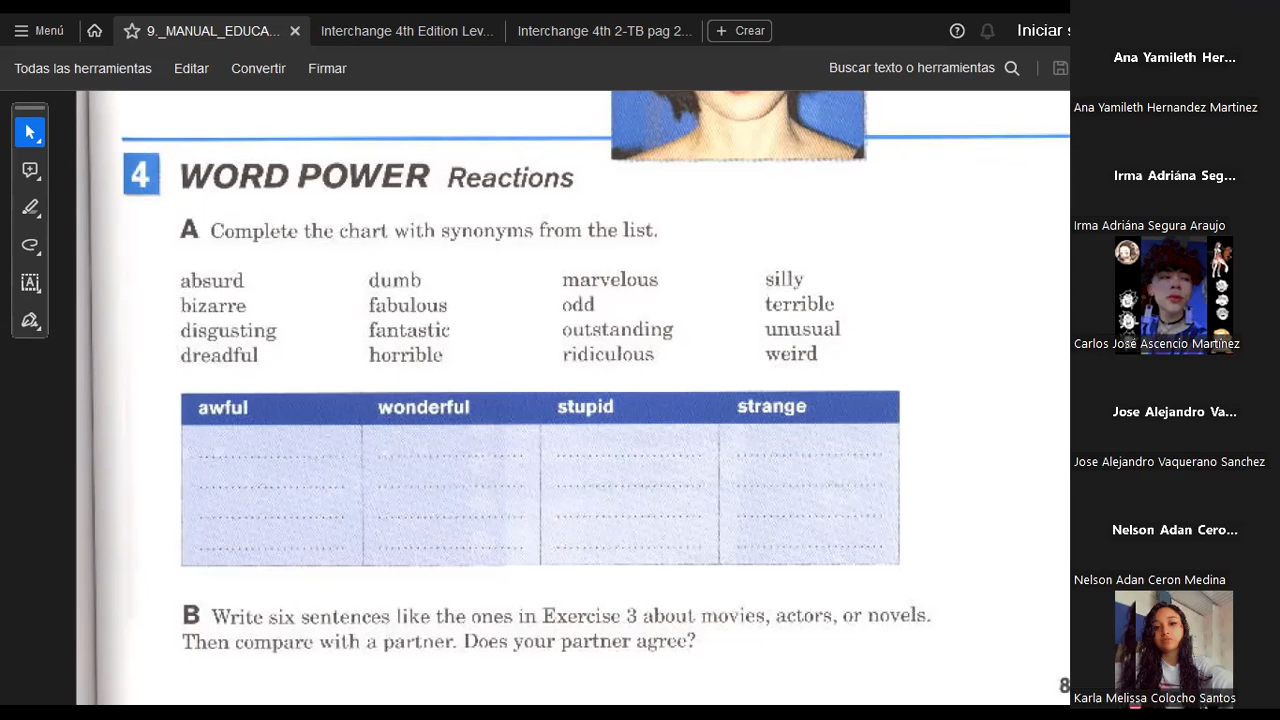 Menú
9._MANUAL_EDUCA...
Interchange 4th Edition Lev...
Interchange 4th 2-TB pag 2...
Crear
Iniciar s
Todas las herramientas
Editar
Convertir
Firmar
Buscar texto o herramientas
4 WORD POWER Reactions
A Complete the chart with synonyms from the list.
absurd dumb marvelous silly
bizarre fabulous odd terrible
disgusting fantastic outstanding unusual
dreadful horrible ridiculous weird
awful wonderful stupid strange
B Write six sentences like the ones in Exercise 3 about movies, actors, or novels.
Then compare with a partner. Does your partner agree?
8
Ana Yamileth Her...
Ana Yamileth Hernandez Martinez
Irma Adriána Seg...
Irma Adriána Segura Araujo
Carlos José Ascencio Martínez
Jose Alejandro Va...
Jose Alejandro Vaquerano Sanchez
Nelson Adan Cero...
Nelson Adan Ceron Medina
Karla Melissa Colocho Santos